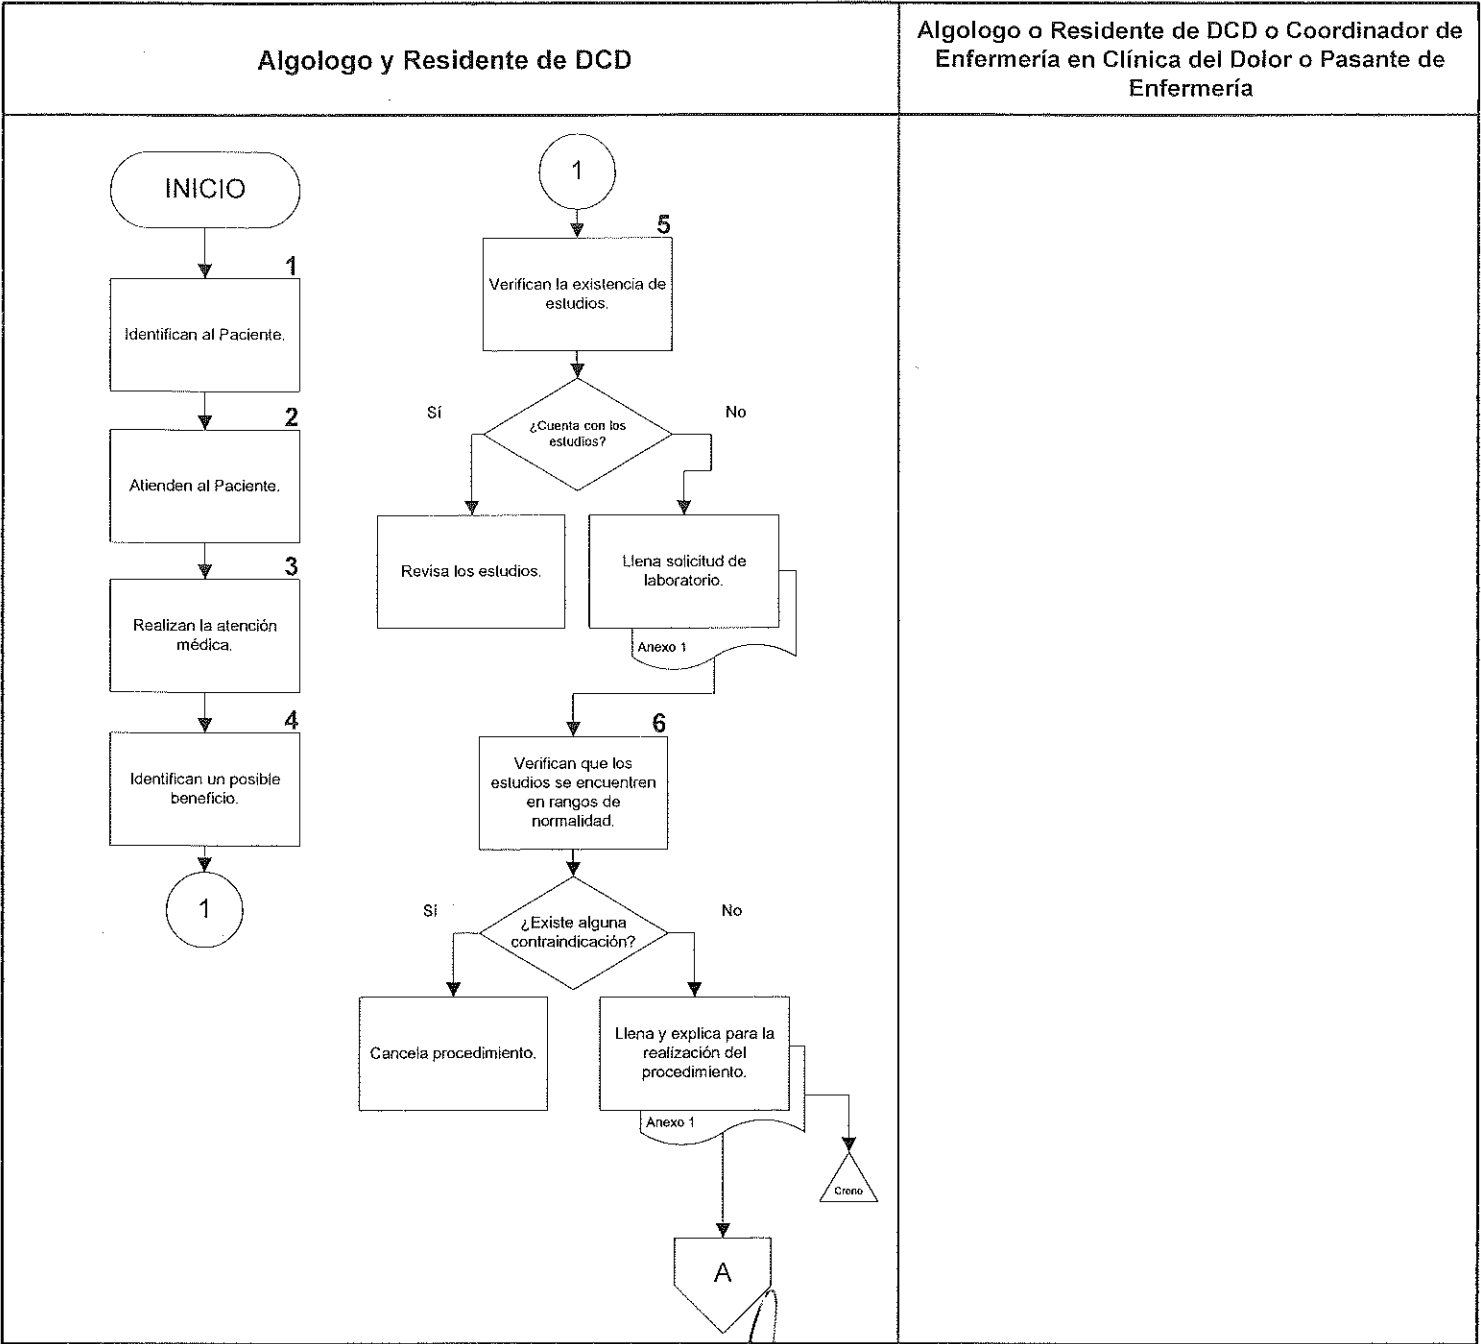 Algologo y Residente de DCD
Algologo o Residente de DCD o Coordinador de
Enfermería en Clínica del Dolor o Pasante de
Enfermería
INICIO
1
Identifican al Paciente.
2
Atienden al Paciente.
3
Realizan la atención
médica.
4
Identifican un posible
beneficio.
1
1
5
Verifican la existencia de
estudios.
Sí
¿Cuenta con los
estudios?
No
Revisa los estudios.
Llena solicitud de
laboratorio.
Anexo 1
6
Verifican que los
estudios se encuentren
en rangos de
normalidad.
Sí
¿Existe alguna
contraindicación?
No
Cancela procedimiento.
Llena y explica para la
realización del
procedimiento.
Anexo 1
Creno
A